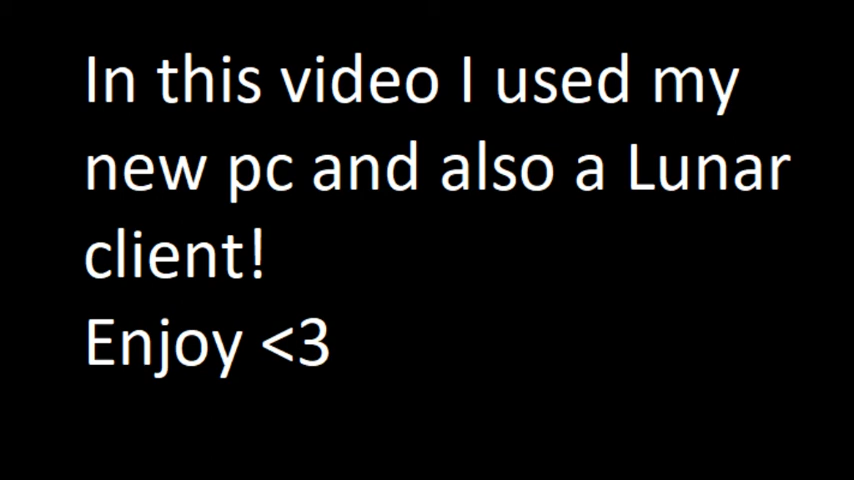 In this video I used my
new pc and also a Lunar
client!
Enjoy <3